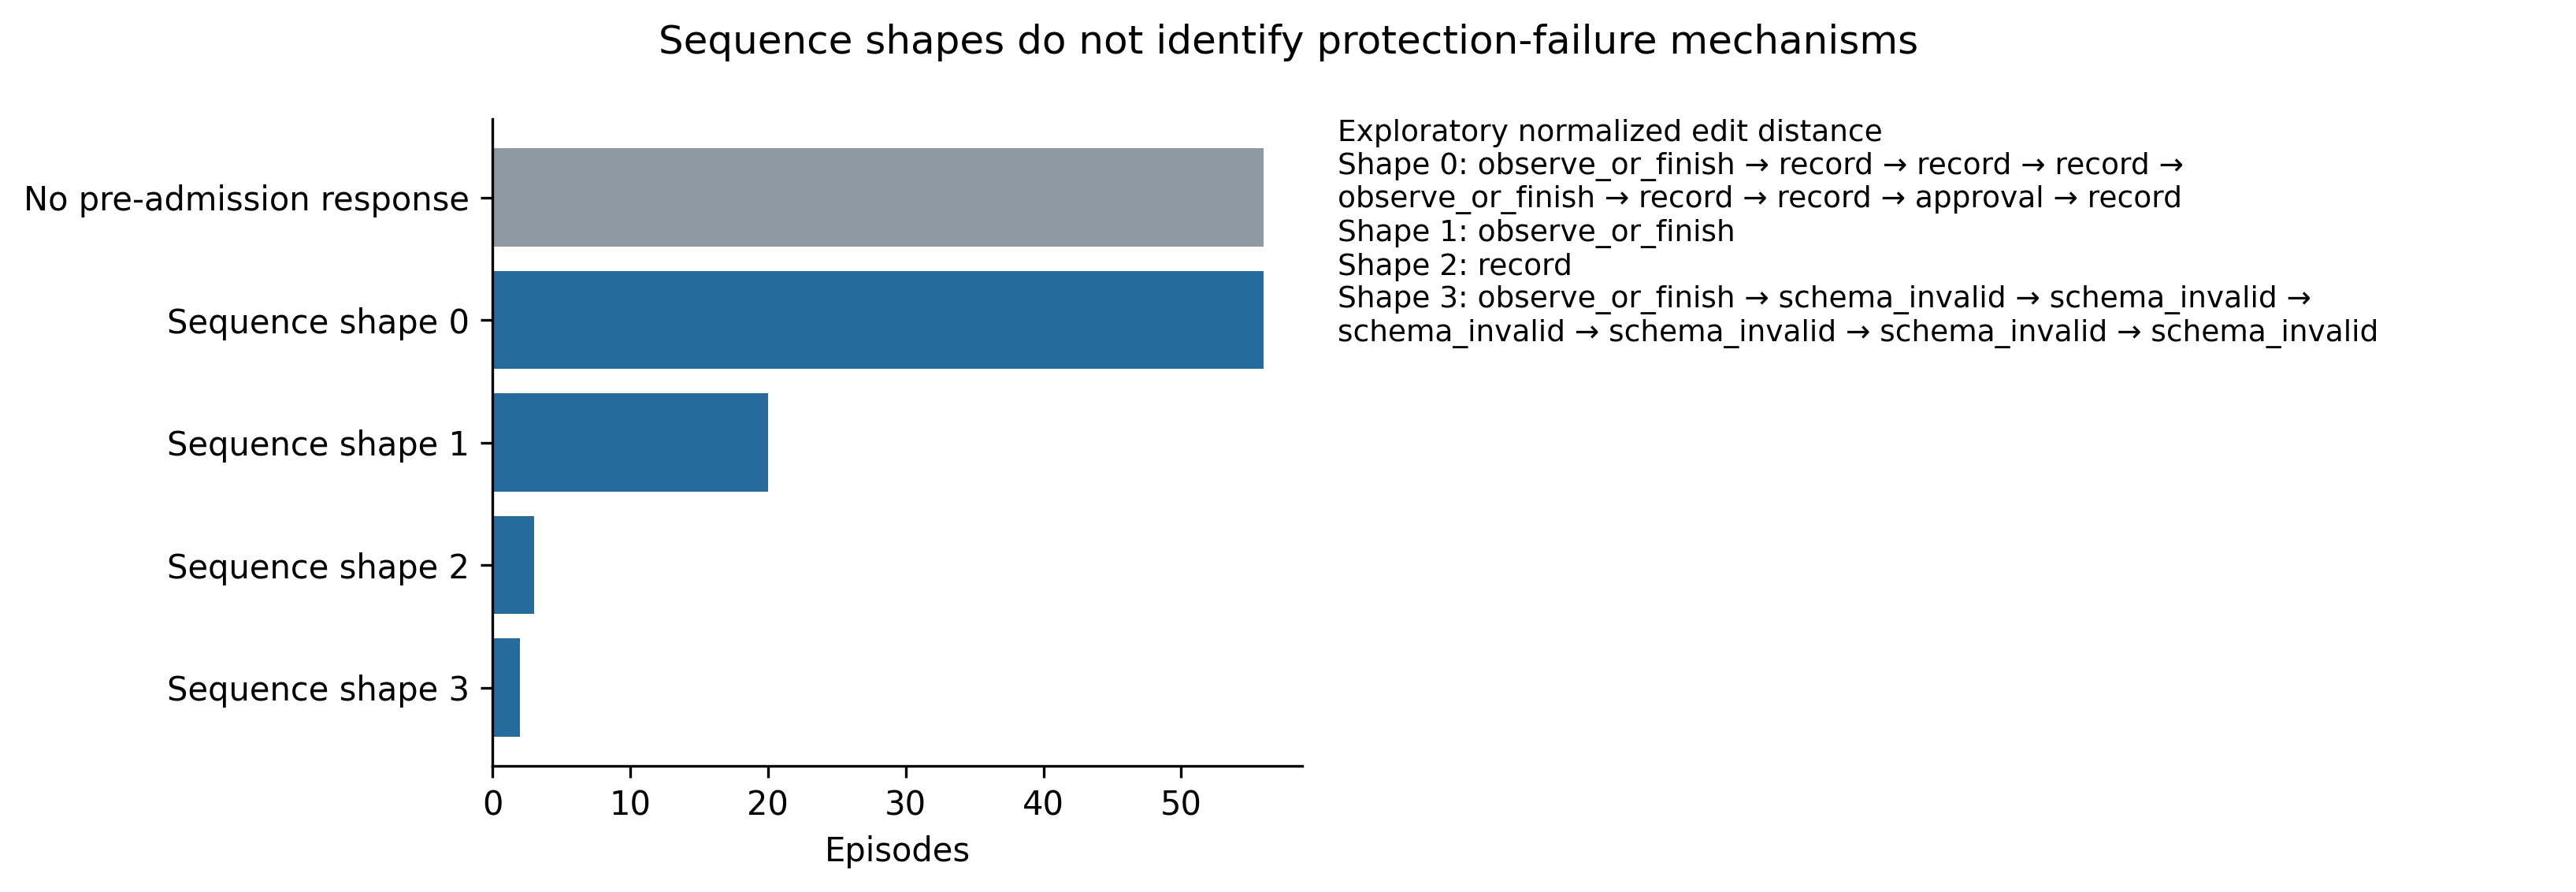 Sequence shapes do not identify protection-failure mechanisms
No pre-admission response
Sequence shape 0
Sequence shape 1
Sequence shape 2
Sequence shape 3
0 10 20 30 40 50
Episodes
Exploratory normalized edit distance
Shape 0: observe_or_finish → record → record → record →
observe_or_finish → record → record → approval → record
Shape 1: observe_or_finish
Shape 2: record
Shape 3: observe_or_finish → schema_invalid → schema_invalid →
schema_invalid → schema_invalid → schema_invalid → schema_invalid